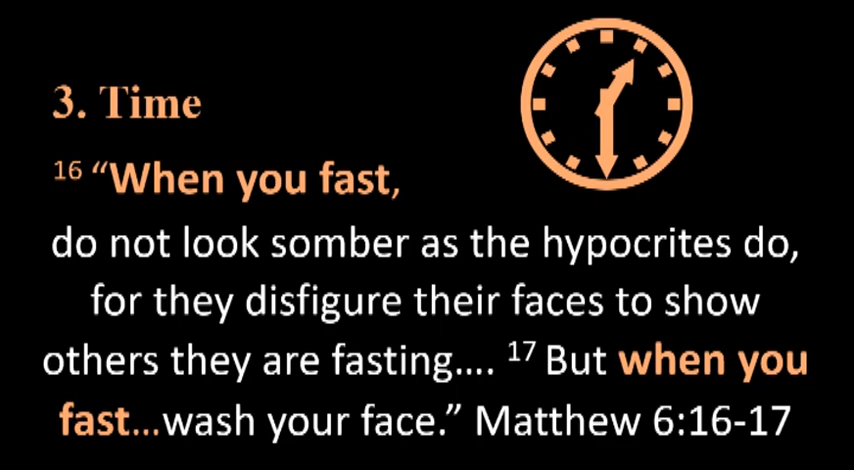 3. Time
16 “When you fast,
do not look somber as the hypocrites do,
for they disfigure their faces to show
others they are fasting.... 17 But when you
fast...wash your face.” Matthew 6:16-17